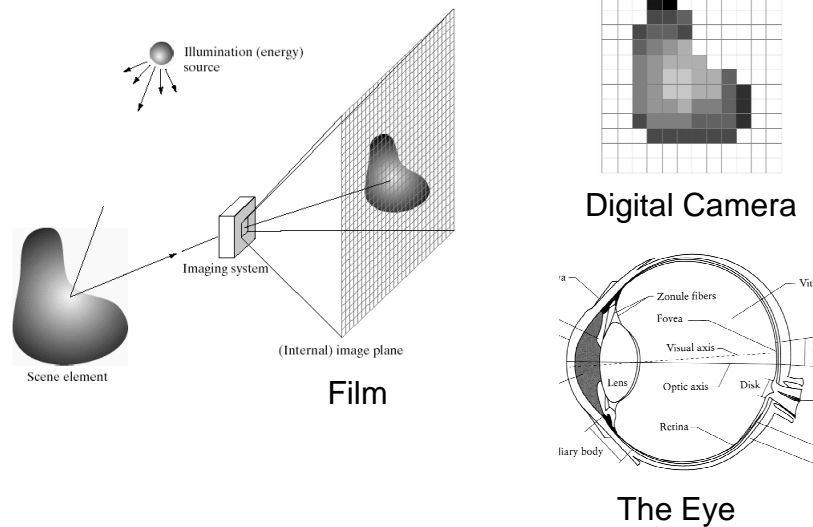 Illumination (energy)
source
Imaging system
(Internal) image plane
Scene element
Film
Digital Camera
Zonule fibers
Fovea
Visual axis
Lens
Optic axis
Disk
Retina
The Eye